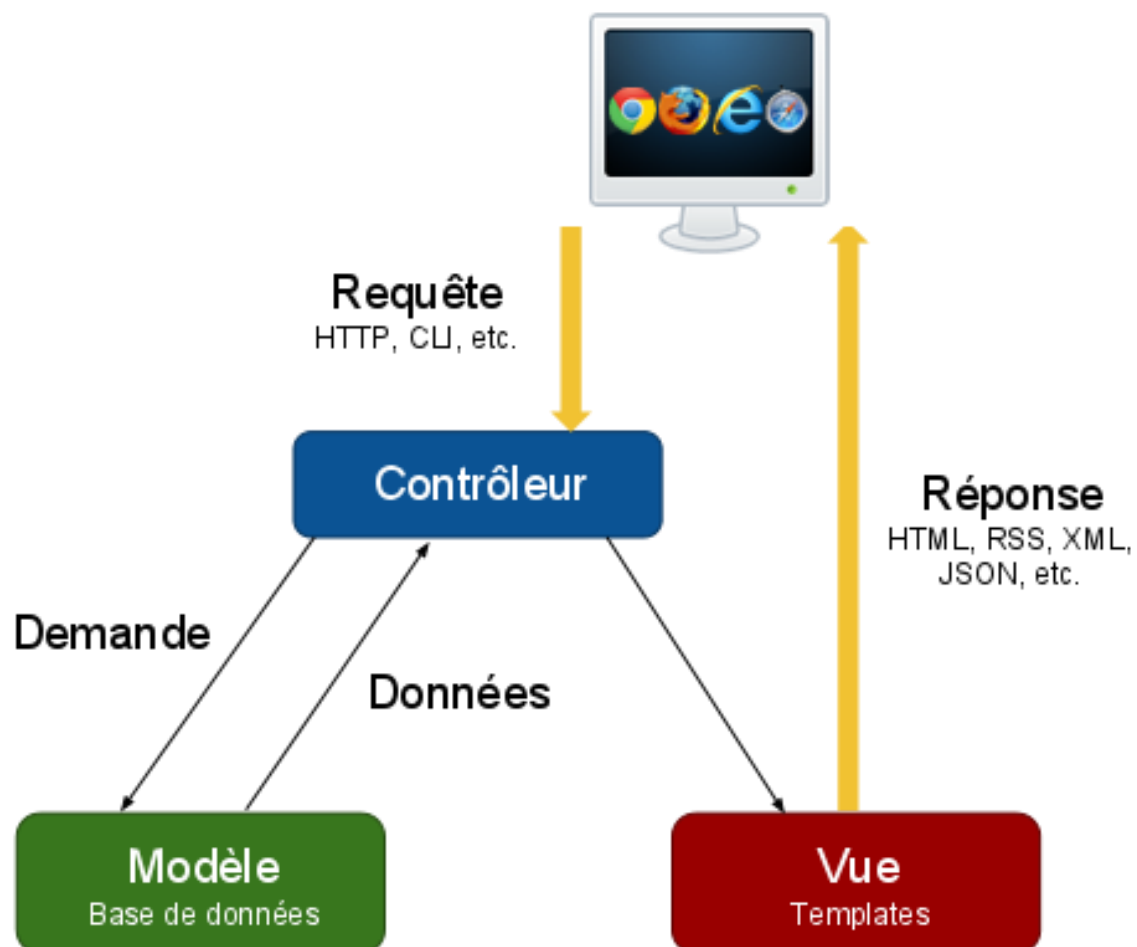 Requête
HTTP, CLI, etc.
Contrôleur
Réponse
HTML, RSS, XML,
JSON, etc.
Demande
Données
Modèle
Base de données
Vue
Templates